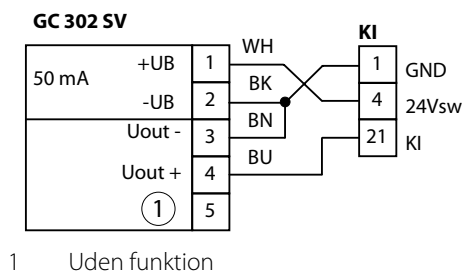 GC 302 SV
KI
50 mA
+UB 1 WH 1 GND
-UB 2 BK 4 24Vsw
Uout - 3 BN 21 KI
Uout + 4 BU
1 5
1 Uden funktion